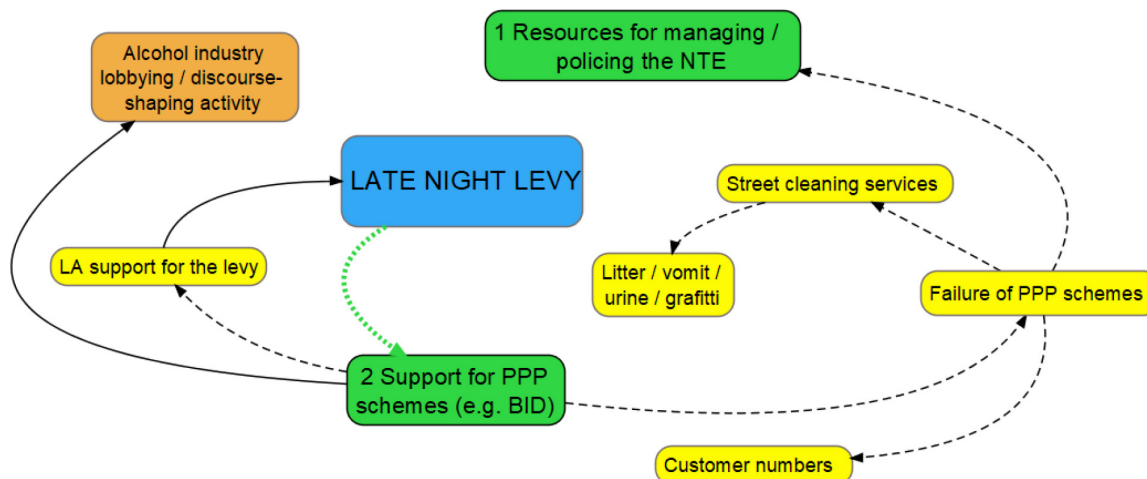 Alcohol industry
lobbying / discourse-
shaping activity
1 Resources for managing /
policing the NTE
LATE NIGHT LEVY
Street cleaning services
LA support for the levy
Litter / vomit /
urine / grafitti
Failure of PPP schemes
2 Support for PPP
schemes (e.g. BID)
Customer numbers